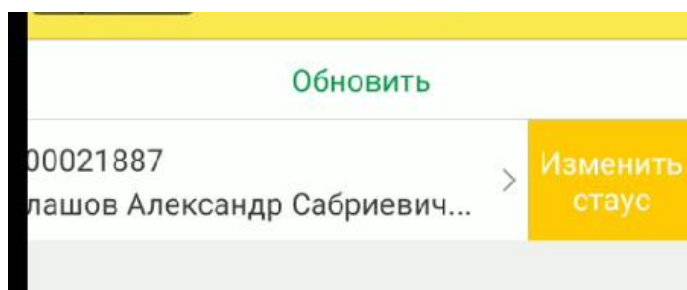 Обновить
00021887
лашов Александр Сабриевич...
Изменить
стаус